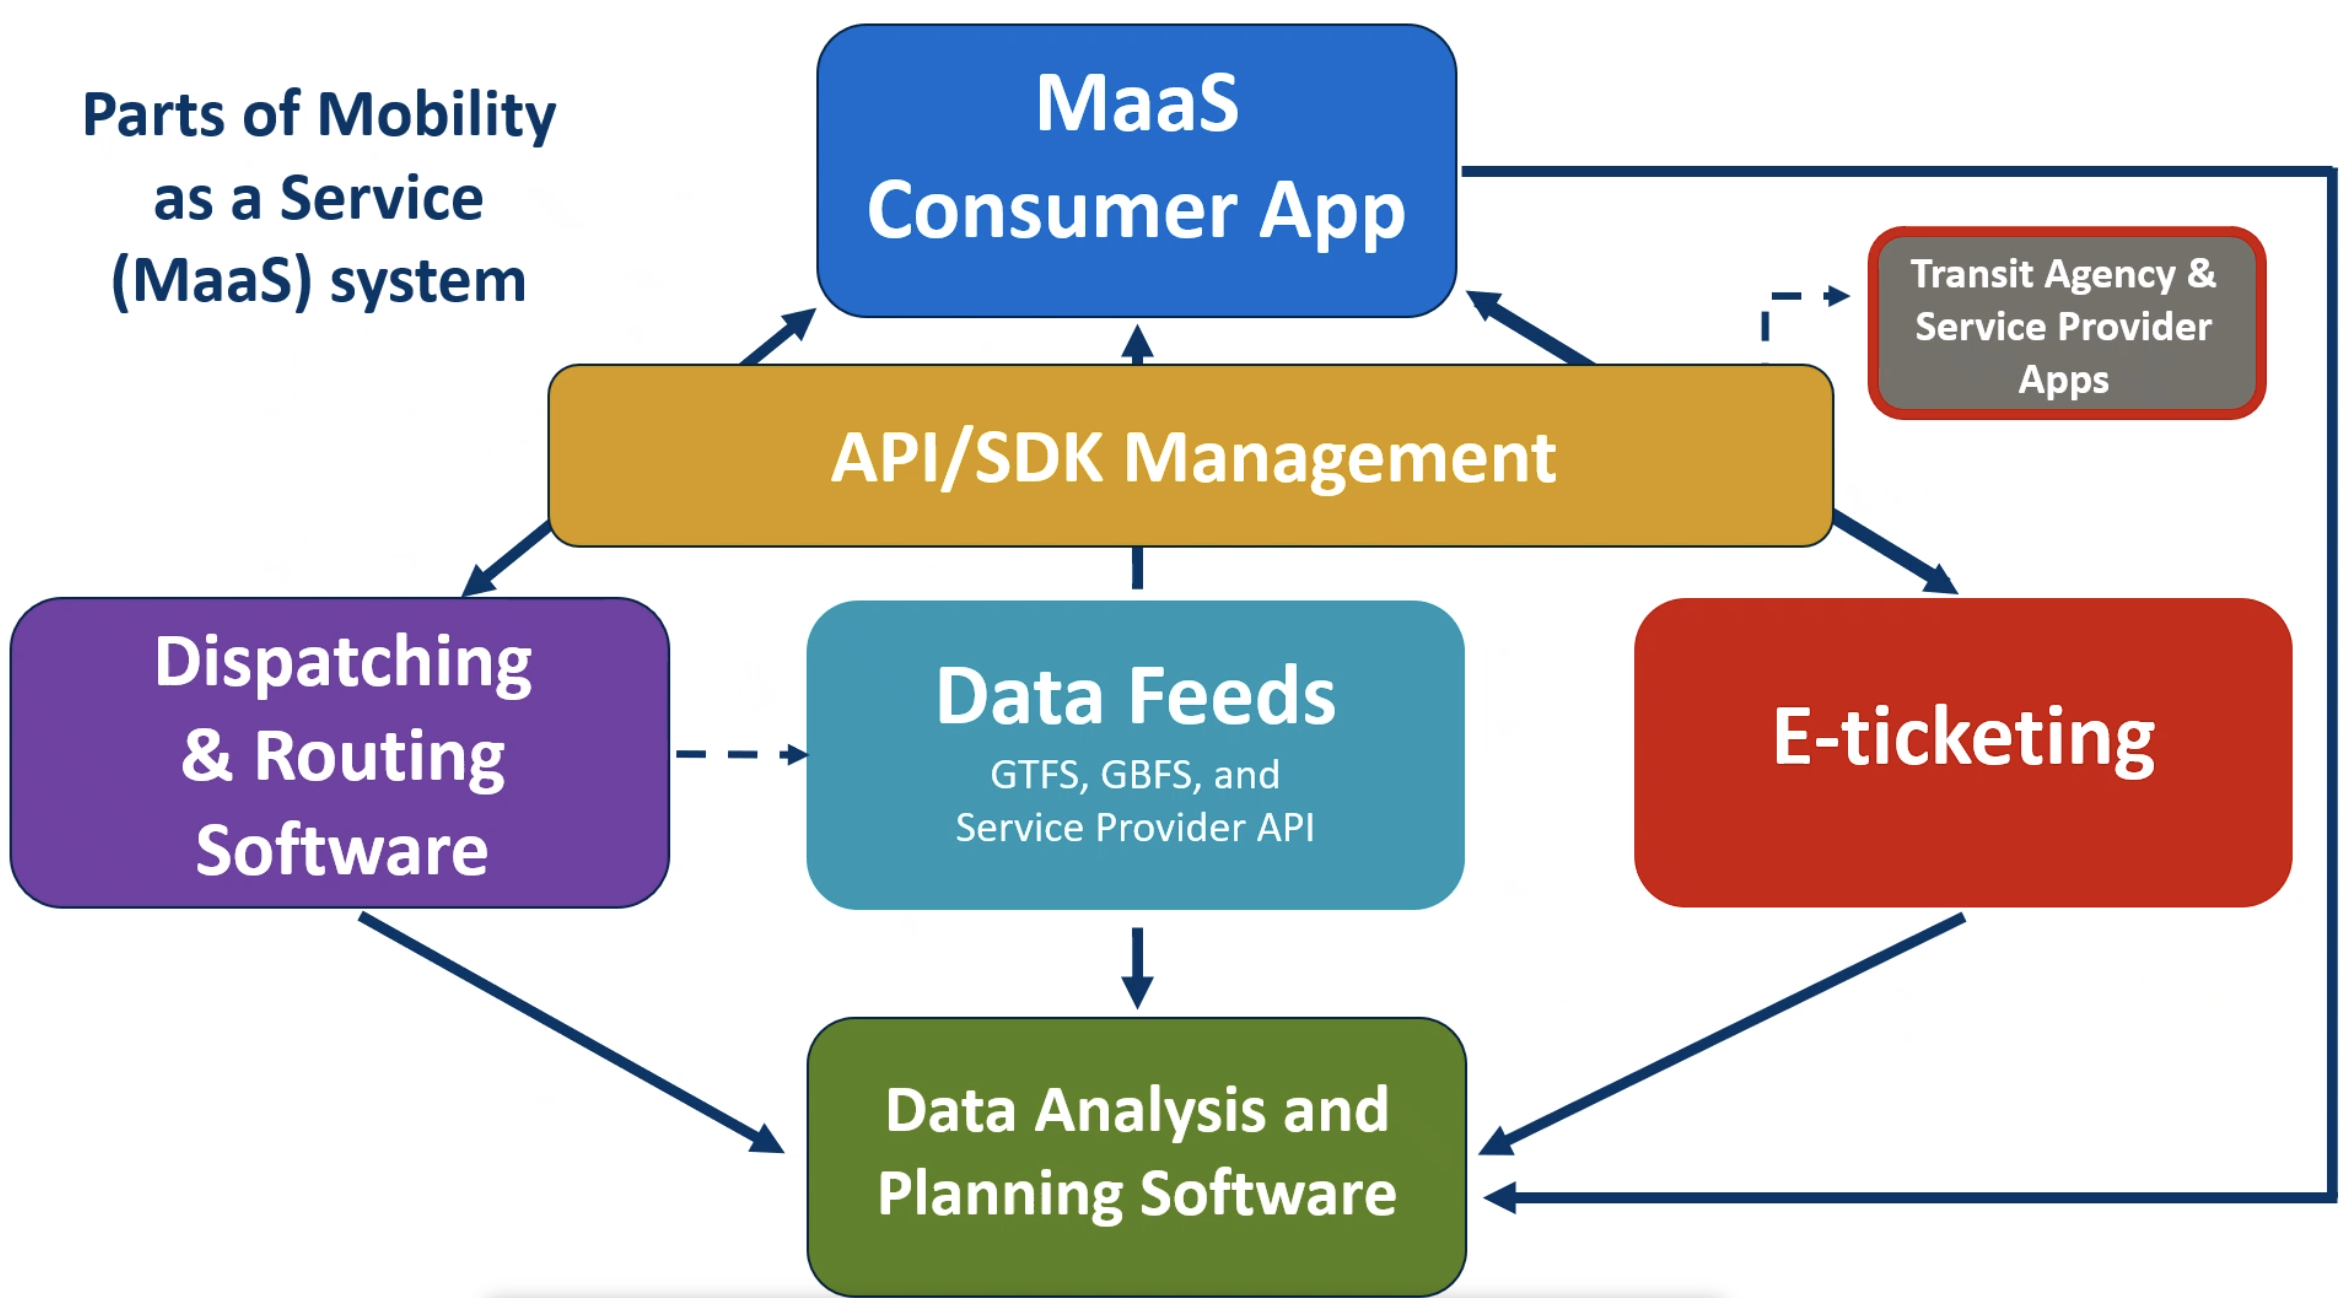 Parts of Mobility
as a Service
(MaaS) system
MaaS
Consumer App
Transit Agency &
Service Provider
Apps
API/SDK Management
Dispatching
& Routing
Software
Data Feeds
GTFS, GBFS, and
Service Provider API
E-ticketing
Data Analysis and
Planning Software